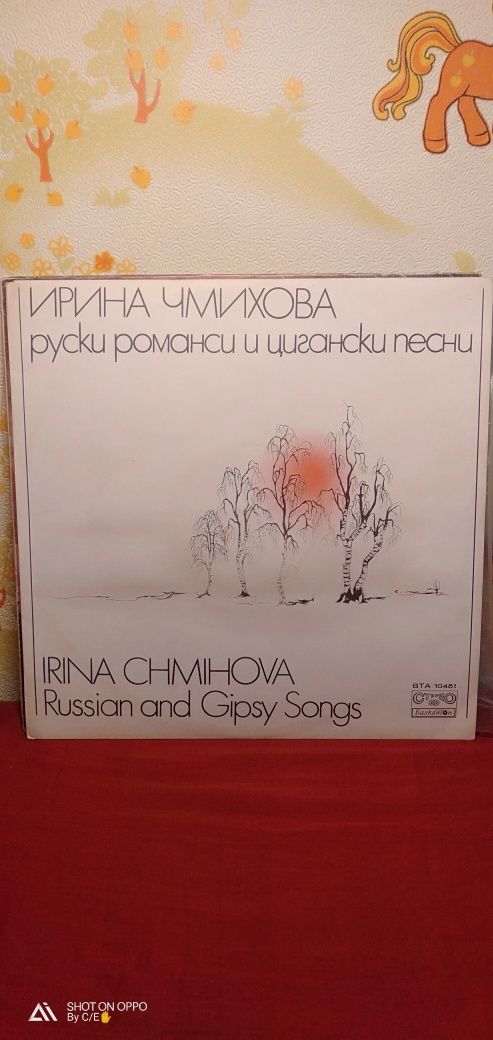 ИРИНА ЧМИХОВА
руски романси и цигански песни
IRINA CHMIHOVA
Russian and Gipsy Songs
ВТА 10461
СТЕРЕО
Балкантон
SHOT ON OPPO
By C/E✋